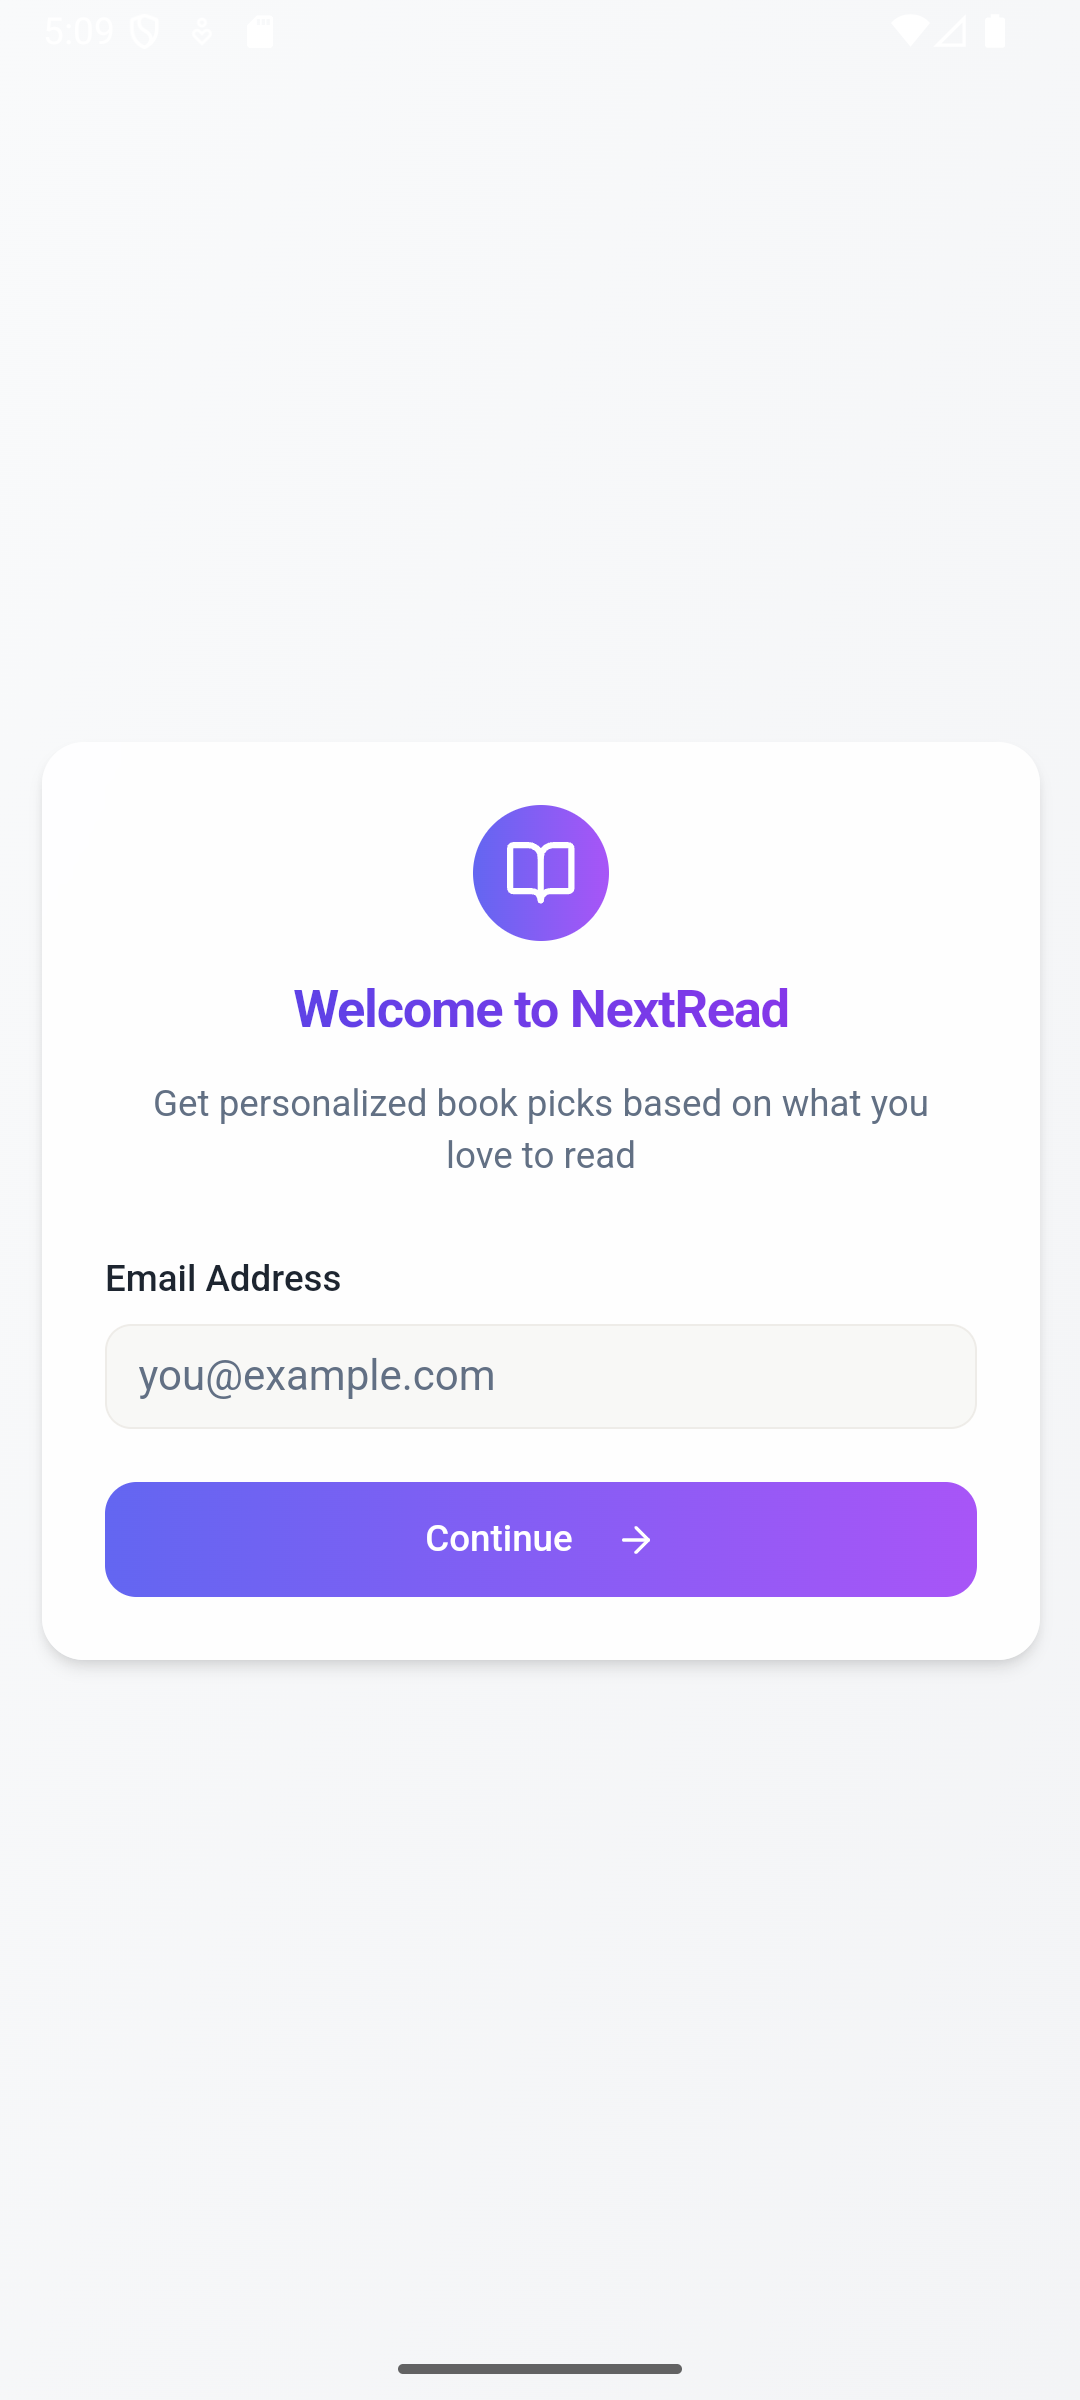 5:09
Welcome to NextRead
Get personalized book picks based on what you
love to read
Email Address
you@example.com
Continue